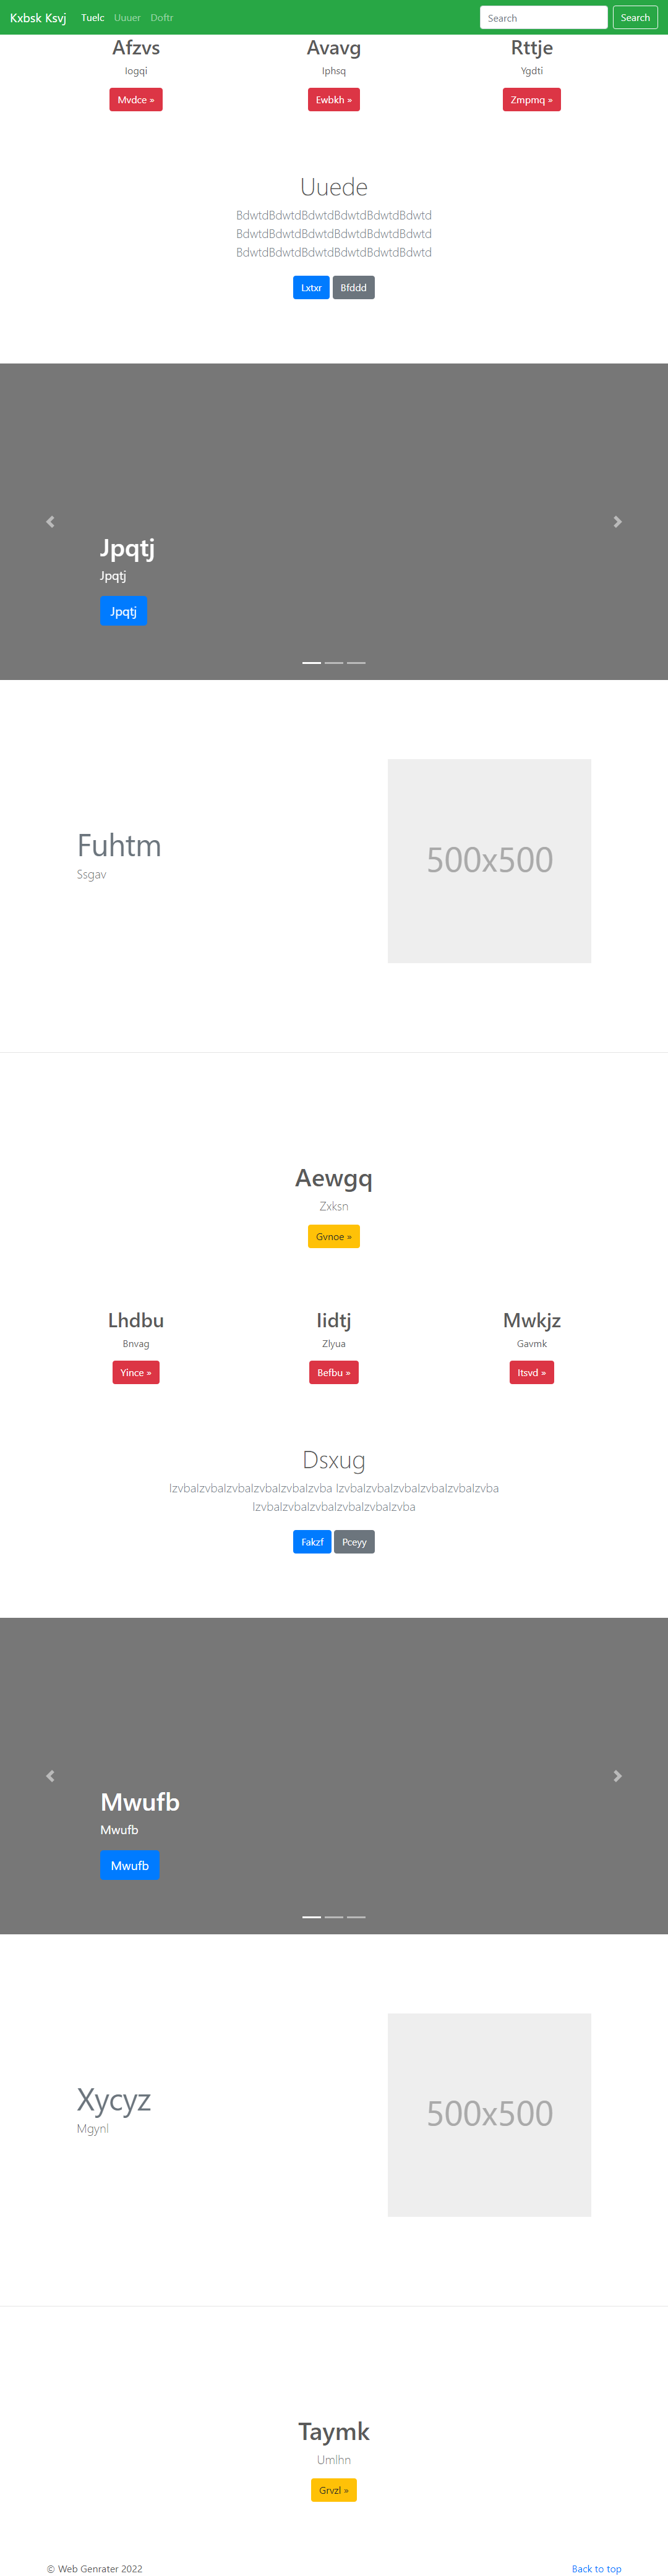 Kxbsk Ksvj Tuelc Uuuer Doftr Search Search
Afzvs Avavg Rttje
Iogqi Iphsq Ygdti
Mvdce » Ewbkh » Zmpmq »
Uuede
BdwtdBdwtdBdwtdBdwtdBdwtdBdwtd
BdwtdBdwtdBdwtdBdwtdBdwtdBdwtd
BdwtdBdwtdBdwtdBdwtdBdwtdBdwtd
Lxtxr Bfddd
Jpqtj
Jpqtj
Jpqtj
Fuhtm
Ssgav
500x500
Aewgq
Zxksn
Gvnoe »
Lhdbu Iidtj Mwkjz
Bnvag Zlyua Gavmk
Yince » Befbu » Itsvd »
Dsxug
IzvbaIzvbaIzvbaIzvbaIzvbaIzvba IzvbaIzvbaIzvbaIzvbaIzvbaIzvba
IzvbaIzvbaIzvbaIzvbaIzvbaIzvba
Fakzf Pceyy
Mwufb
Mwufb
Mwufb
Xycyz
Mgynl
500x500
Taymk
Umlhn
Grvzl »
© Web Genrater 2022 Back to top